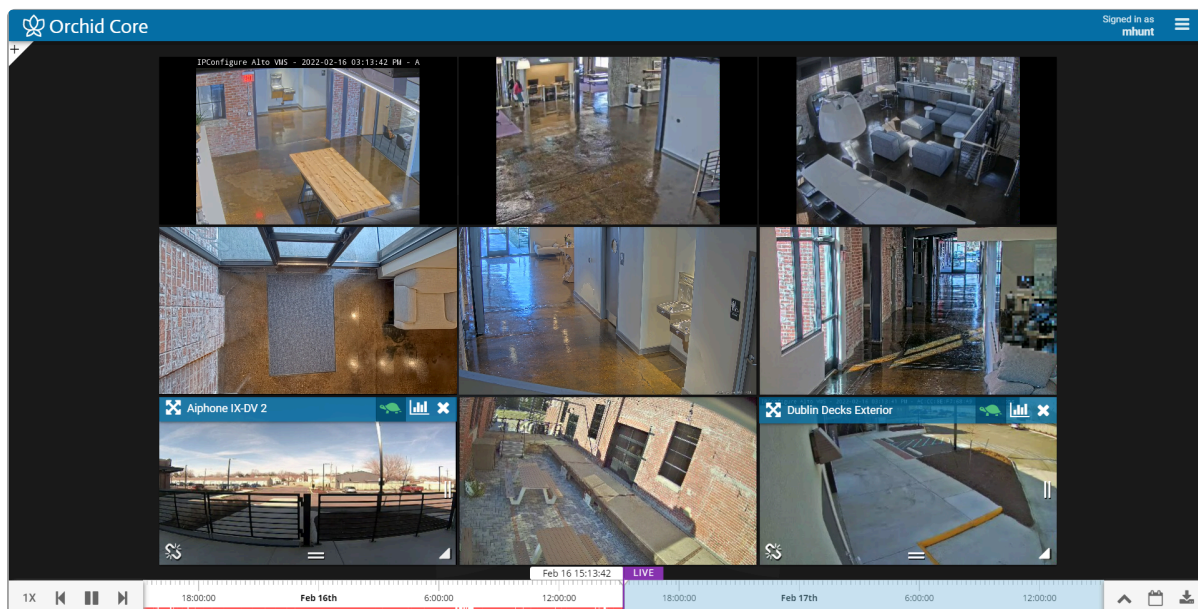 Orchid Core
Signed in as
mhunt
IPConfigure Alto VMS - 2022-02-16 03:13:42 PM - A
Aiphone IX-DV 2
Dublin Decks Exterior
Feb 16 15:13:42
LIVE
1X
18:00:00
Feb 16th
6:00:00
12:00:00
18:00:00
Feb 17th
6:00:00
12:00:00